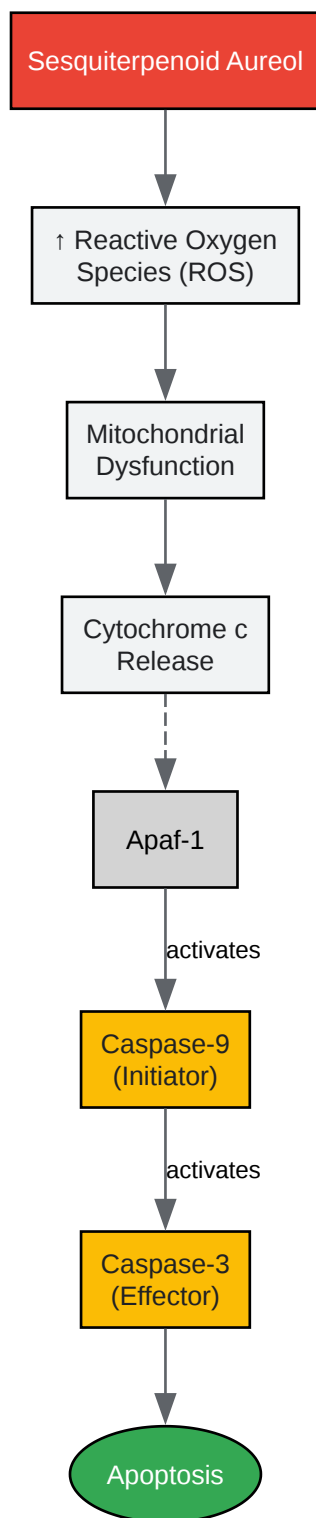 Sesquiterpenoid Aureol
↑ Reactive Oxygen
Species (ROS)
Mitochondrial
Dysfunction
Cytochrome c
Release
Apaf-1
activates
Caspase-9
(Initiator)
activates
Caspase-3
(Effector)
Apoptosis